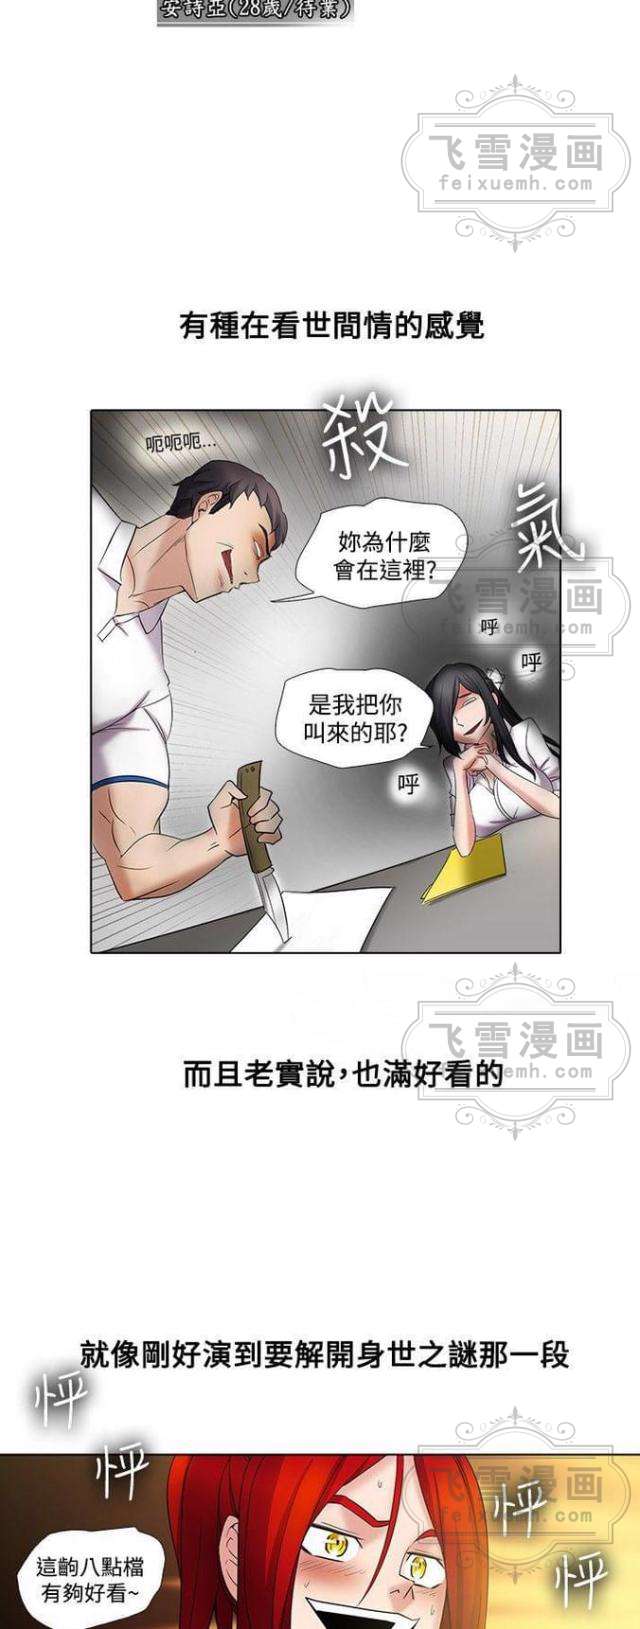 安詩亞(28歲/待業)
飞雪漫画
feixuemh.com
有種在看世間情的感覺
殺
呃呃呃...
氣
妳為什麼
會在這裡?
飞雪漫画
feixuemh.com
呼
呼
是我把你
叫來的耶?
呼
飞雪漫画
feixuemh.com
而且老實說,也滿好看的
就像剛好演到要解開身世之謎那一段
怦
怦
飞雪漫画
feixuemh.com
怦
怦
這齣八點檔
有夠好看~